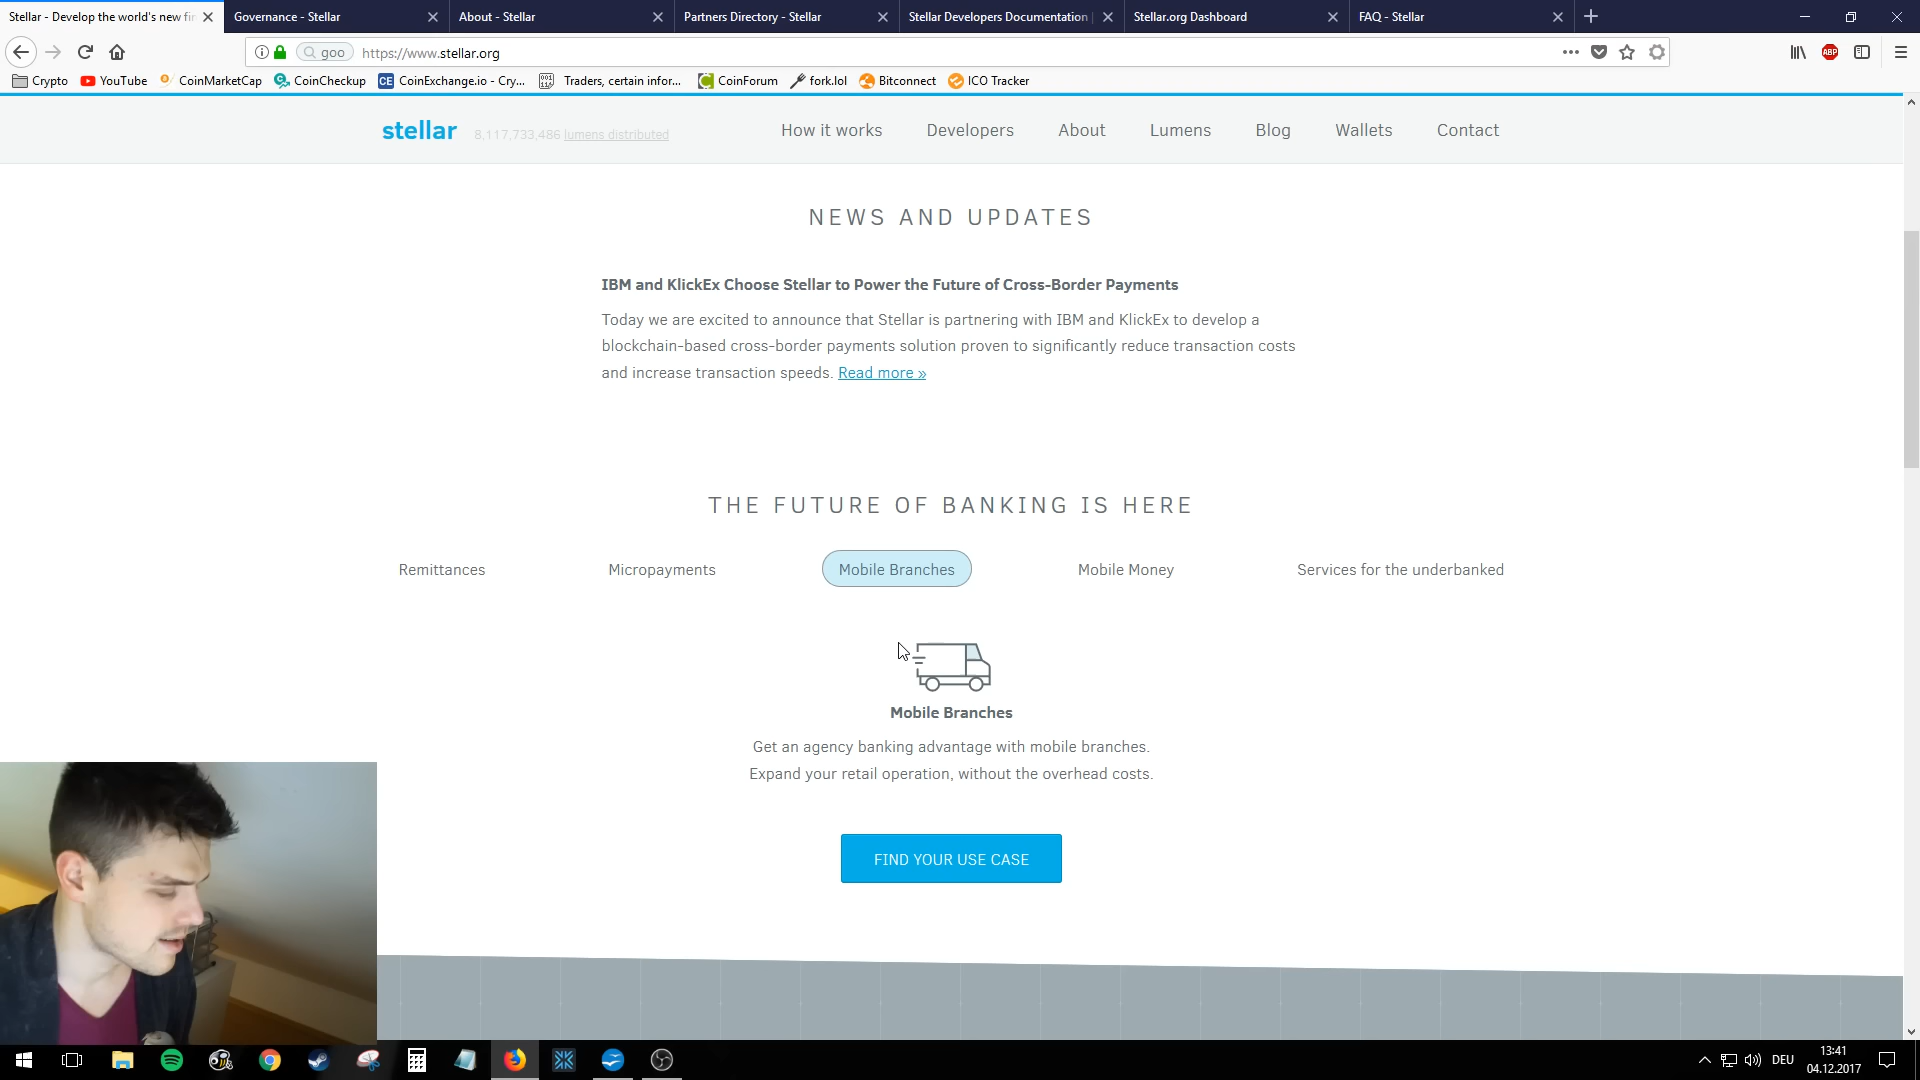 Stellar - Develop the world's new fi
Governance - Stellar
About - Stellar
Partners Directory - Stellar
Stellar Developers Documentation
Stellar.org Dashboard
FAQ - Stellar
goo
https://www.stellar.org
ABP
Crypto
YouTube
CoinMarketCap
CoinCheckup
CE
CoinExchange.io - Cry...
Traders, certain infor...
CoinForum
fork.lol
Bitconnect
ICO Tracker
stellar
8,117,733,486 lumens distributed
How it works
Developers
About
Lumens
Blog
Wallets
Contact
NEWS AND UPDATES
IBM and KlickEx Choose Stellar to Power the Future of Cross-Border Payments
Today we are excited to announce that Stellar is partnering with IBM and KlickEx to develop a
blockchain-based cross-border payments solution proven to significantly reduce transaction costs
and increase transaction speeds. Read more »
THE FUTURE OF BANKING IS HERE
Remittances
Micropayments
Mobile Branches
Mobile Money
Services for the underbanked
Mobile Branches
Get an agency banking advantage with mobile branches.
Expand your retail operation, without the overhead costs.
FIND YOUR USE CASE
DEU
13:41
04.12.2017